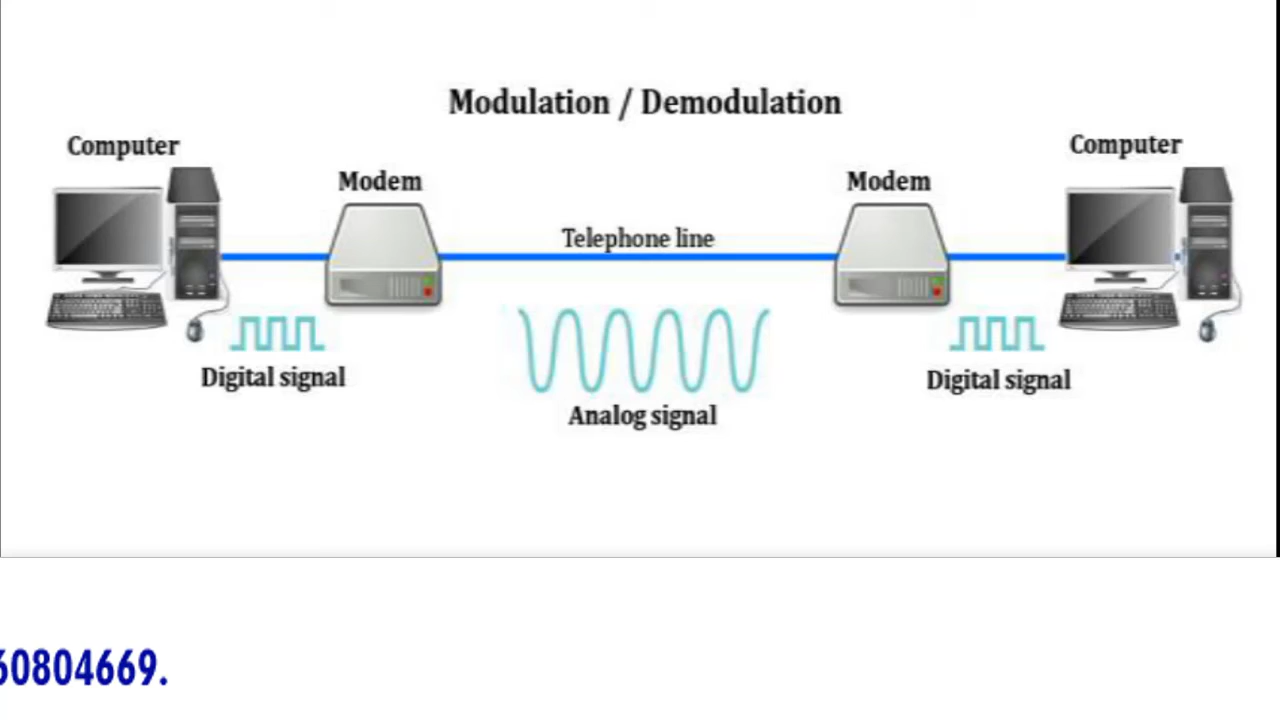 Modulation / Demodulation
Computer
Computer
Modem
Modem
Telephone line
Digital signal
Digital signal
Analog signal
60804669.